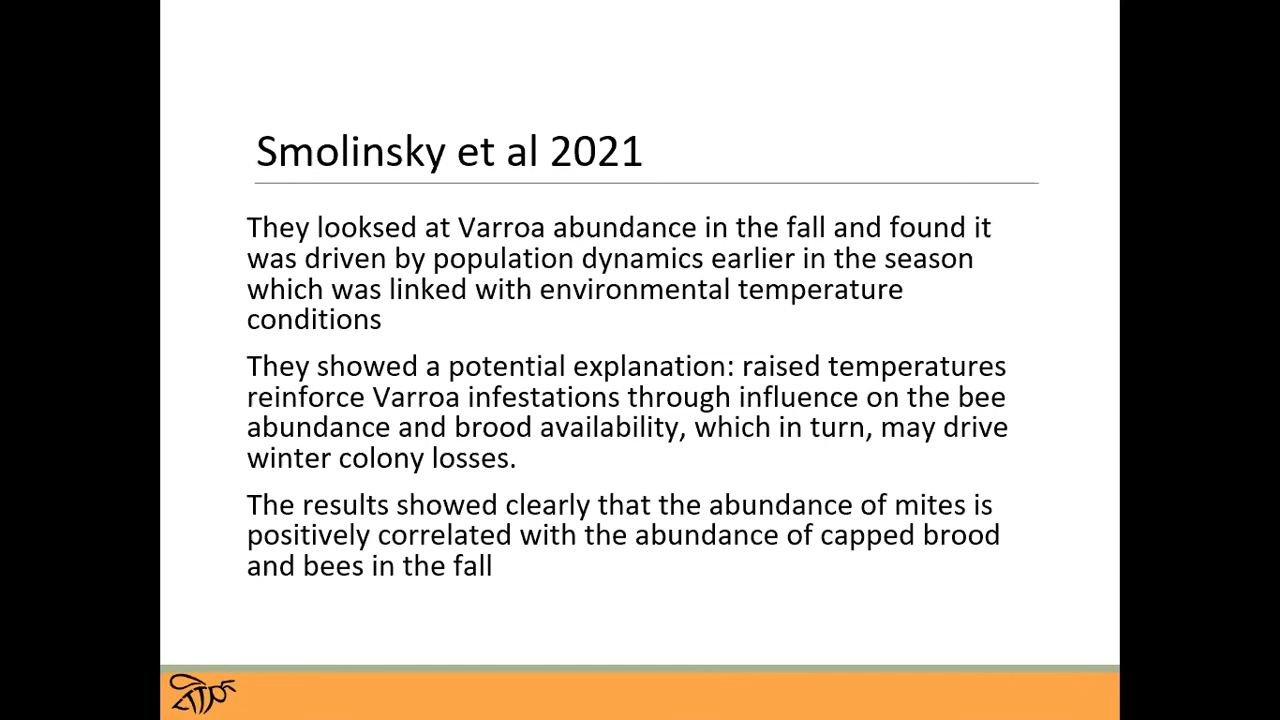 Smolinsky et al 2021
They looksed at Varroa abundance in the fall and found it
was driven by population dynamics earlier in the season
which was linked with environmental temperature
conditions
They showed a potential explanation: raised temperatures
reinforce Varroa infestations through influence on the bee
abundance and brood availability, which in turn, may drive
winter colony losses.
The results showed clearly that the abundance of mites is
positively correlated with the abundance of capped brood
and bees in the fall